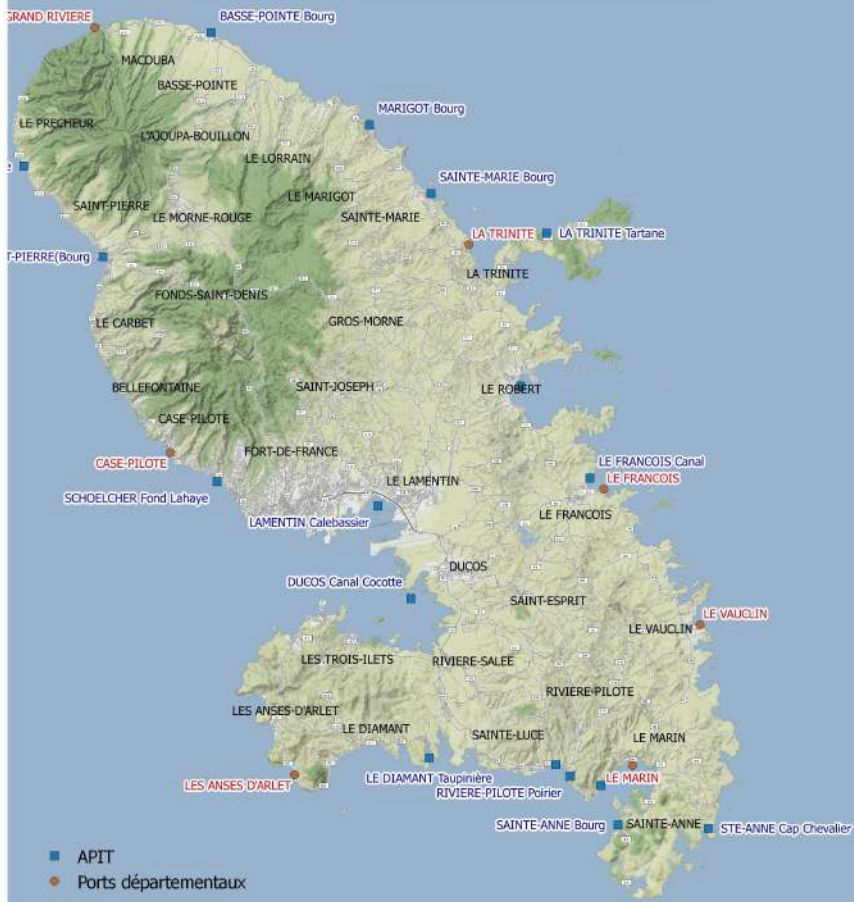 GRAND RIVIERE
BASSE-POINTE Bourg
MACOUBA
BASSE-POINTE
MARIGOT Bourg
LE PRECHEUR
L'AJOUPA-BOUILLON
LE LORRAIN
SAINTE-MARIE Bourg
LE MARIGOT
SAINT-PIERRE
LE MORNE-ROUGE
SAINTE-MARIE
LA TRINITE
LA TRINITE Tartane
T-PIERRE(Bourg
LA TRINITE
FONDS-SAINT-DENIS
LE CARBET
GROS-MORNE
BELLEFONTAINE
SAINT-JOSEPH
LE ROBERT
CASE-PILOTE
FORT-DE-FRANCE
CASE-PILOTE
LE FRANCOIS Canal
LE LAMENTIN
LE FRANCOIS
SCHOELCHER Fond Lahaye
LE FRANCOIS
LAMENTIN Calebassier
DUCOS
DUCOS Canal Cocotte
SAINT-ESPRIT
LE VAUCLIN
LE VAUCLIN
LES TROIS-ILETS
RIVIERE-SALEE
RIVIERE-PILOTE
LES ANSES-D'ARLET
LE DIAMANT
SAINTE-LUCE
LE MARIN
LES ANSES D'ARLET
LE DIAMANT Taupinière
LE MARIN
RIVIERE-PILOTE Poirier
SAINTE-ANNE Bourg
SAINTE-ANNE
STE-ANNE Cap Chevalier
APIT
Ports départementaux